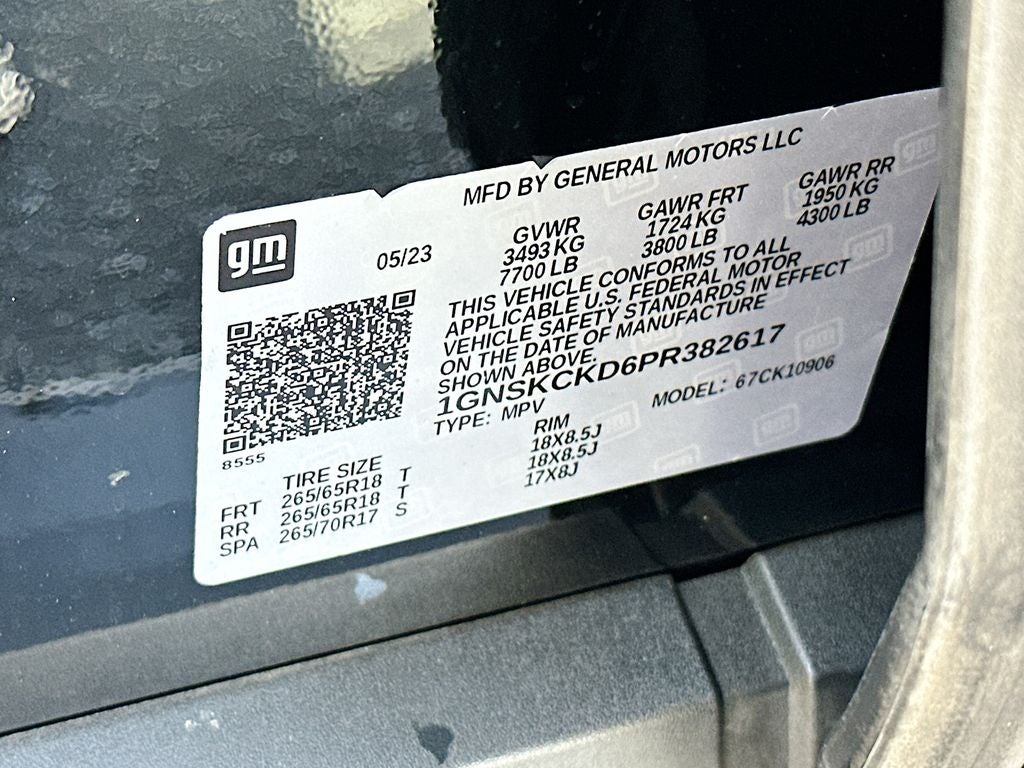 MFD BY GENERAL MOTORS LLC
gm
05/23
GVWR GAWR FRT GAWR RR
3493 KG 1724 KG 1950 KG
7700 LB 3800 LB 4300 LB
THIS VEHICLE CONFORMS TO ALL
APPLICABLE U.S. FEDERAL MOTOR
VEHICLE SAFETY STANDARDS IN EFFECT
ON THE DATE OF MANUFACTURE
SHOWN ABOVE.
1GNSKCKD6PR382617
TYPE: MPV MODEL: 67CK10906
8555
TIRE SIZE RIM
FRT 265/65R18 T 18X8.5J
RR 265/65R18 T 18X8.5J
SPA 265/70R17 S 17X8J